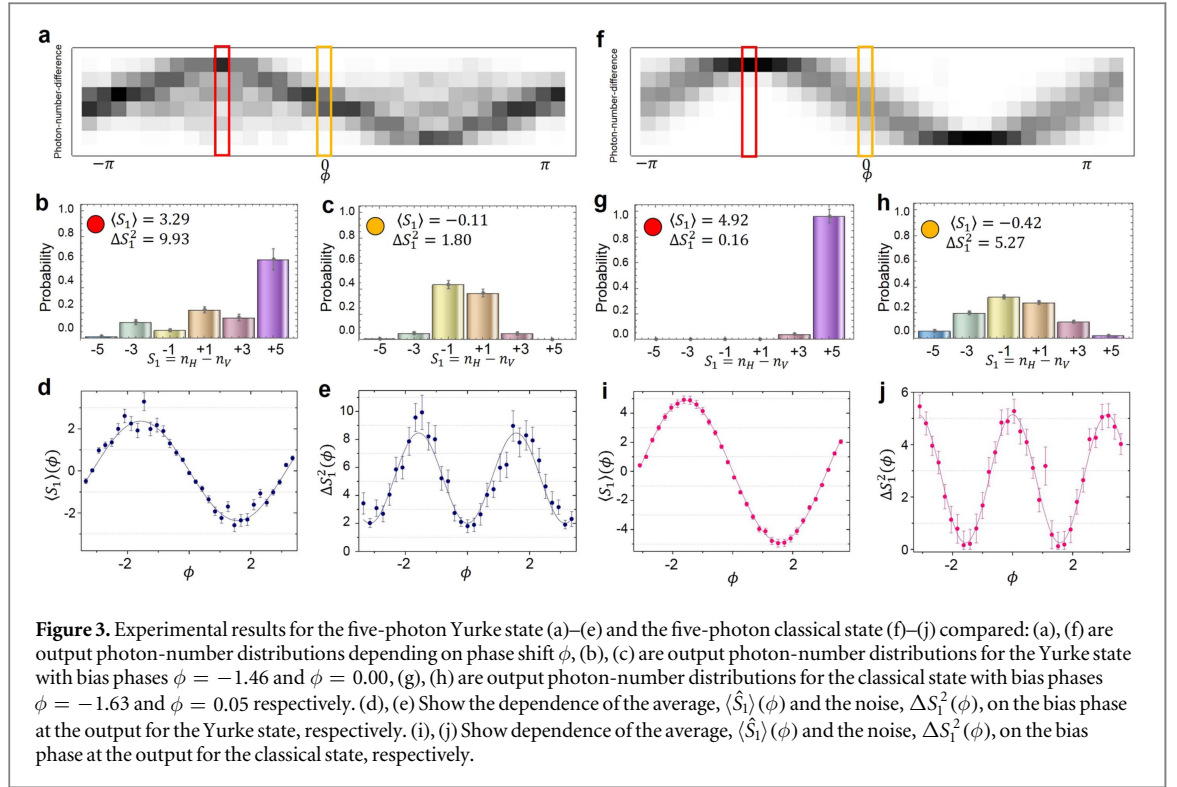 a
Photon-number-difference
−π
0
ϕ
π
f
Photon-number-difference
−π
0
ϕ
π
b
⟨S₁⟩ = 3.29
ΔS₁² = 9.93
Probability
1.0
0.8
0.6
0.4
0.2
0.0
-5 -3 -1 +1 +3 +5
S₁ = n_H − n_V
c
⟨S₁⟩ = −0.11
ΔS₁² = 1.80
Probability
1.0
0.8
0.6
0.4
0.2
0.0
-5 -3 -1 +1 +3 +5
S₁ = n_H − n_V
g
⟨S₁⟩ = 4.92
ΔS₁² = 0.16
Probability
1.0
0.8
0.6
0.4
0.2
0.0
-5 -3 -1 +1 +3 +5
S₁ = n_H − n_V
h
⟨S₁⟩ = −0.42
ΔS₁² = 5.27
Probability
1.0
0.8
0.6
0.4
0.2
0.0
-5 -3 -1 +1 +3 +5
S₁ = n_H − n_V
d
⟨S₁⟩(ϕ)
2
0
-2
-2 0 2
ϕ
e
ΔS₁²(ϕ)
10
8
6
4
2
0
-2 0 2
ϕ
i
⟨S₁⟩(ϕ)
4
2
0
-2
-4
-2 0 2
ϕ
j
ΔS₁²(ϕ)
6
4
2
0
-2 0 2
ϕ
Figure 3. Experimental results for the five-photon Yurke state (a)–(e) and the five-photon classical state (f)–(j) compared: (a), (f) are
output photon-number distributions depending on phase shift ϕ, (b), (c) are output photon-number distributions for the Yurke state
with bias phases ϕ = −1.46 and ϕ = 0.00, (g), (h) are output photon-number distributions for the classical state with bias phases
ϕ = −1.63 and ϕ = 0.05 respectively. (d), (e) Show the dependence of the average, ⟨Ŝ₁⟩(ϕ) and the noise, ΔS₁²(ϕ), on the bias phase
at the output for the Yurke state, respectively. (i), (j) Show dependence of the average, ⟨Ŝ₁⟩(ϕ) and the noise, ΔS₁²(ϕ), on the bias
phase at the output for the classical state, respectively.